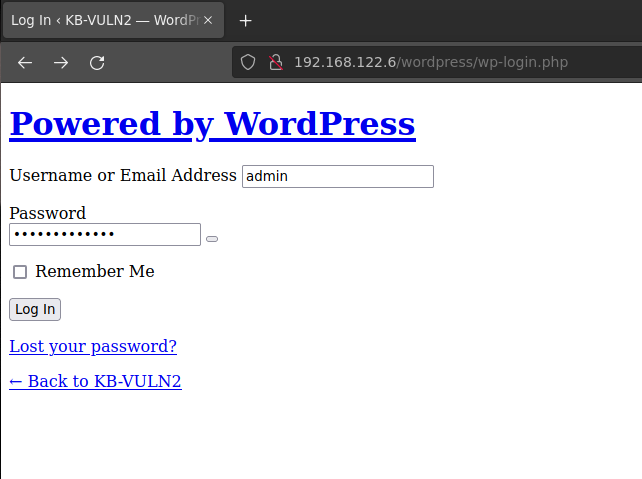 Log In ‹ KB-VULN2 — WordPr
192.168.122.6/wordpress/wp-login.php
Powered by WordPress
Username or Email Address admin
Password
•••••••••••••
Remember Me
Log In
Lost your password?
← Back to KB-VULN2